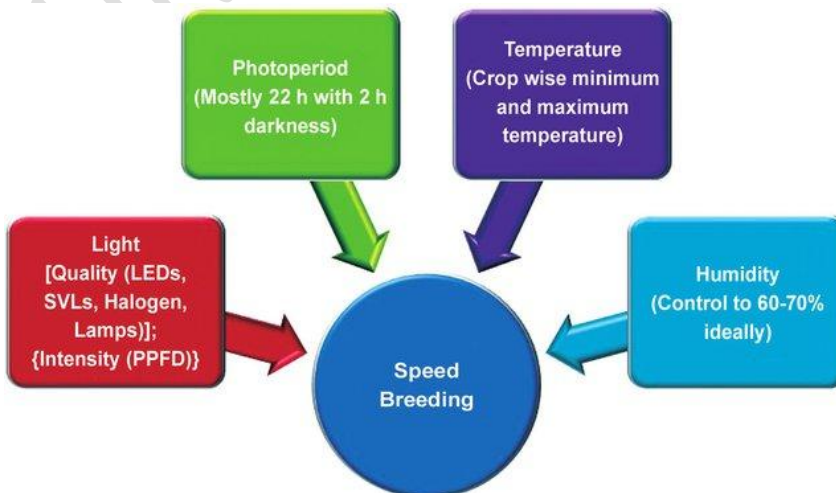 Photoperiod
(Mostly 22 h with 2 h
darkness)
Temperature
(Crop wise minimum
and maximum
temperature)
Light
[Quality (LEDs,
SVLs, Halogen,
Lamps)];
{Intensity (PPFD)}
Humidity
(Control to 60-70%
ideally)
Speed
Breeding